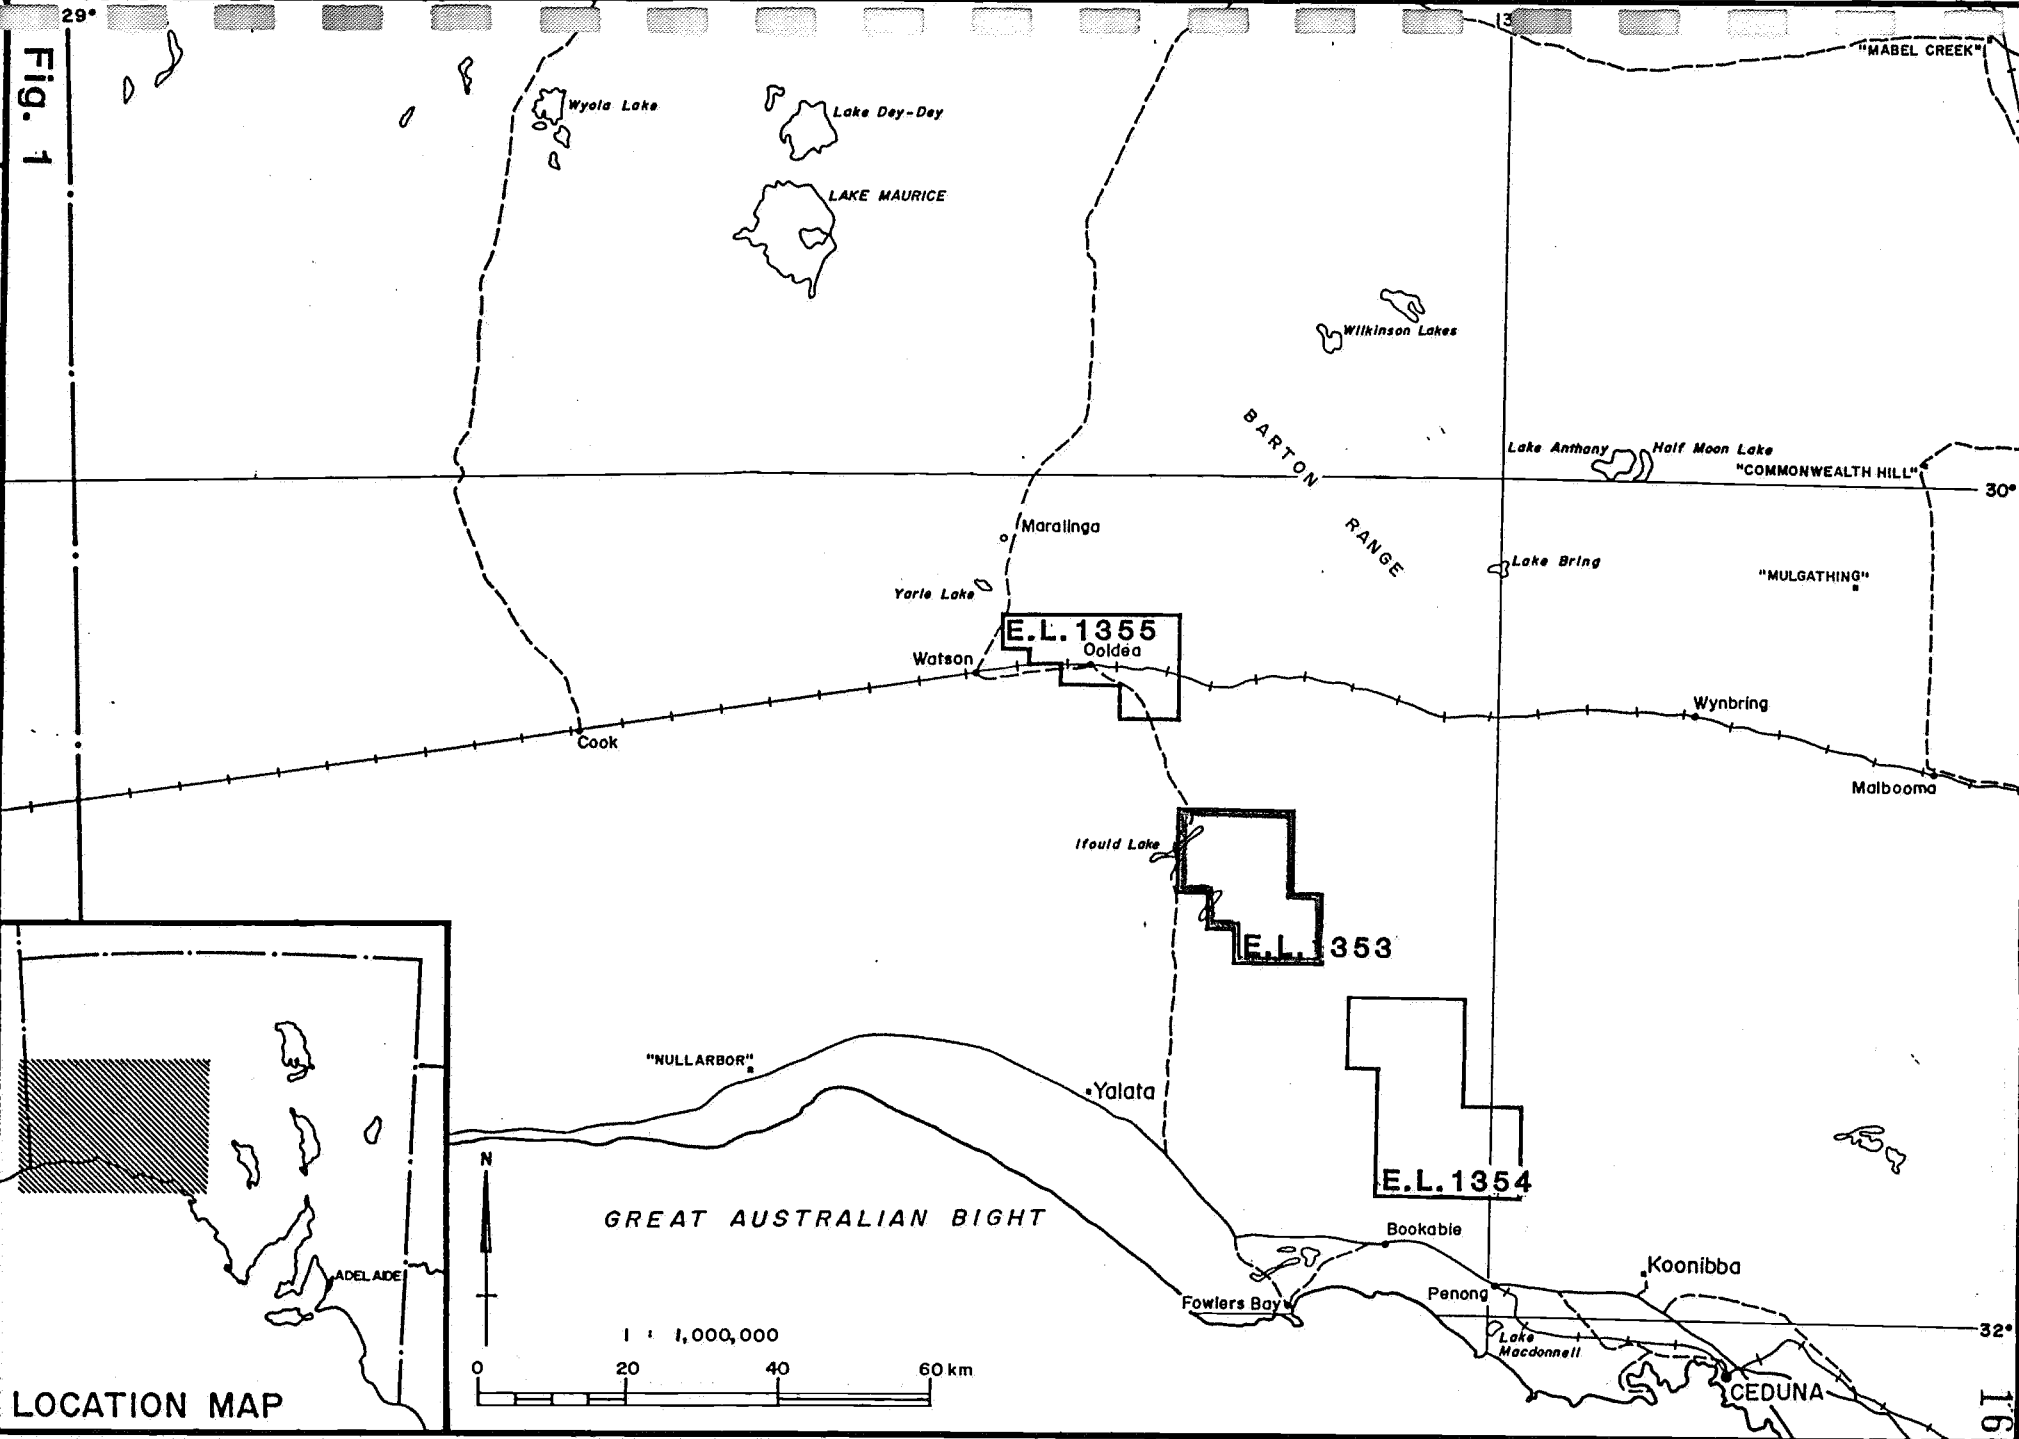 29°
13
"MABEL CREEK"
Fig. 1
Wyola Lake
Lake Dey-Dey
LAKE MAURICE
Wilkinson Lakes
BARTON
RANGE
Lake Anthany
Half Moon Lake
"COMMONWEALTH HILL"
30°
Maralinga
Lake Bring
"MULGATHING"
Yarle Lake
E.L. 1355
Ooldea
Watson
Wynbring
Cook
Malbooma
Ifould Lake
E.L. 353
"NULLARBOR"
Yalata
E.L. 1354
N
GREAT AUSTRALIAN BIGHT
Bookabie
Koonibba
ADELAIDE
Penong
Fowlers Bay
32°
1 : 1,000,000
Lake
Macdonnell
0 20 40 60 km
CEDUNA
LOCATION MAP
16